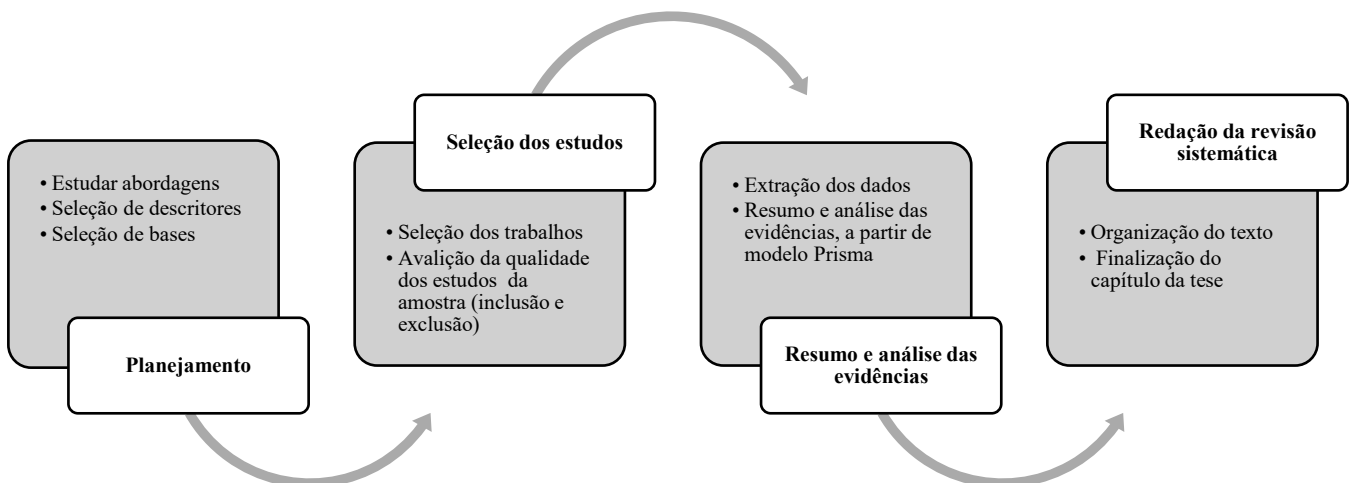 • Estudar abordagens
• Seleção de descritores
• Seleção de bases
Planejamento
Seleção dos estudos
• Seleção dos trabalhos
• Avalição da qualidade
dos estudos da
amostra (inclusão e
exclusão)
• Extração dos dados
• Resumo e análise das
evidências, a partir de
modelo Prisma
Resumo e análise das
evidências
Redação da revisão
sistemática
• Organização do texto
• Finalização do
capítulo da tese